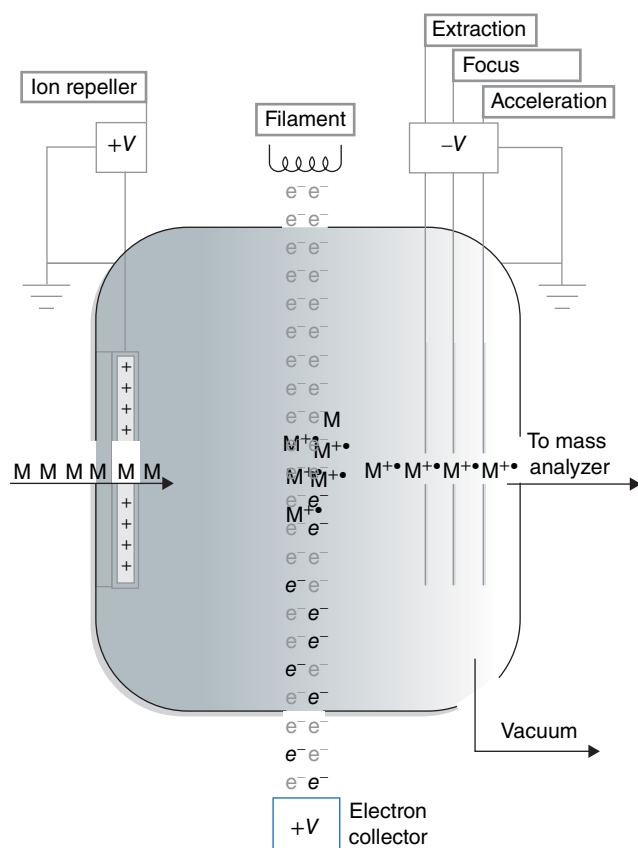 Extraction
Focus
Acceleration
Ion repeller
Filament
+V
−V
e⁻ e⁻
e⁻ e⁻
e⁻ e⁻
e⁻ e⁻
e⁻ e⁻
e⁻ e⁻
e⁻ e⁻
e⁻ e⁻
+
+
+
+
e⁻ e⁻ M
M⁺• e⁻ M⁺•
M M M M M M
e⁻ e⁻
M⁺• M⁺•
M⁺• M⁺• M⁺• M⁺•
To mass
analyzer
+
+
+
+
e⁻ e⁻
M⁺•
e⁻ e⁻
e⁻ e⁻
e⁻ e⁻
e⁻ e⁻
e⁻ e⁻
e⁻ e⁻
e⁻ e⁻
e⁻ e⁻
Vacuum
e⁻ e⁻
e⁻ e⁻
+V
Electron
collector